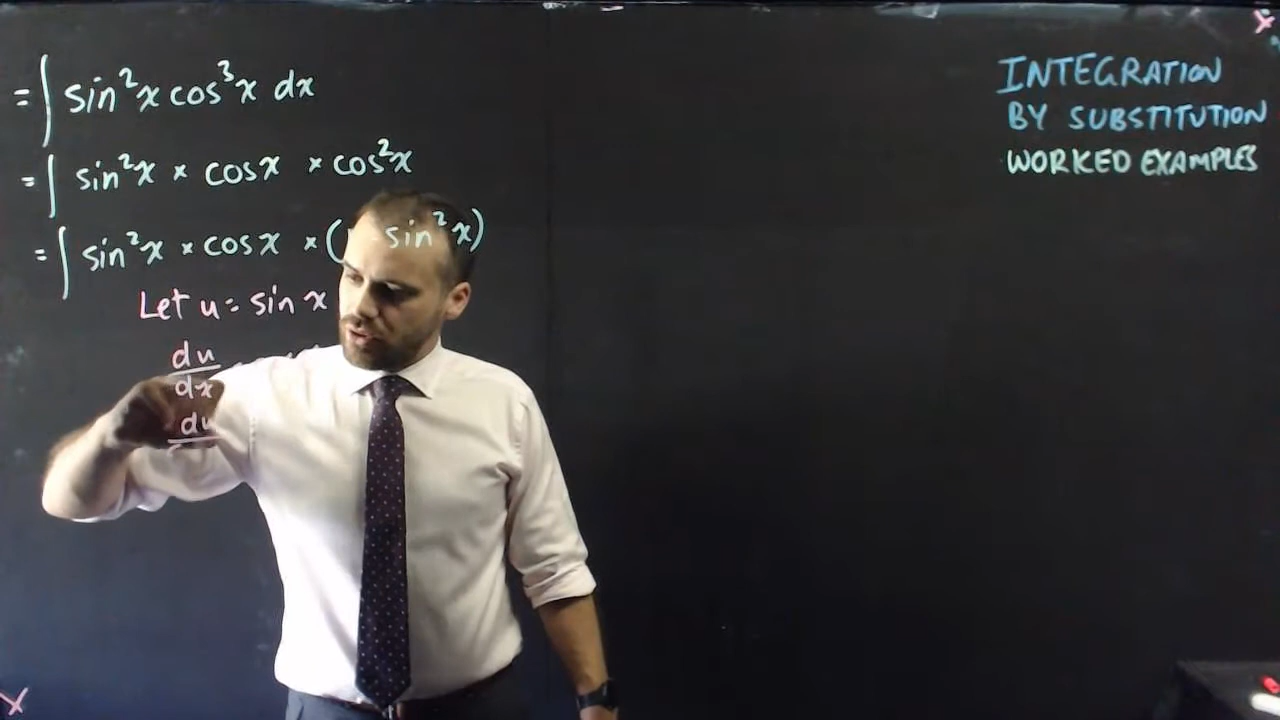 = ∫ sin²x cos³x dx
= ∫ sin²x × cosx × cos²x
= ∫ sin²x × cosx × ( - sin²x)
Let u = sin x
du
dx
du
INTEGRATION
BY SUBSTITUTION
WORKED EXAMPLES